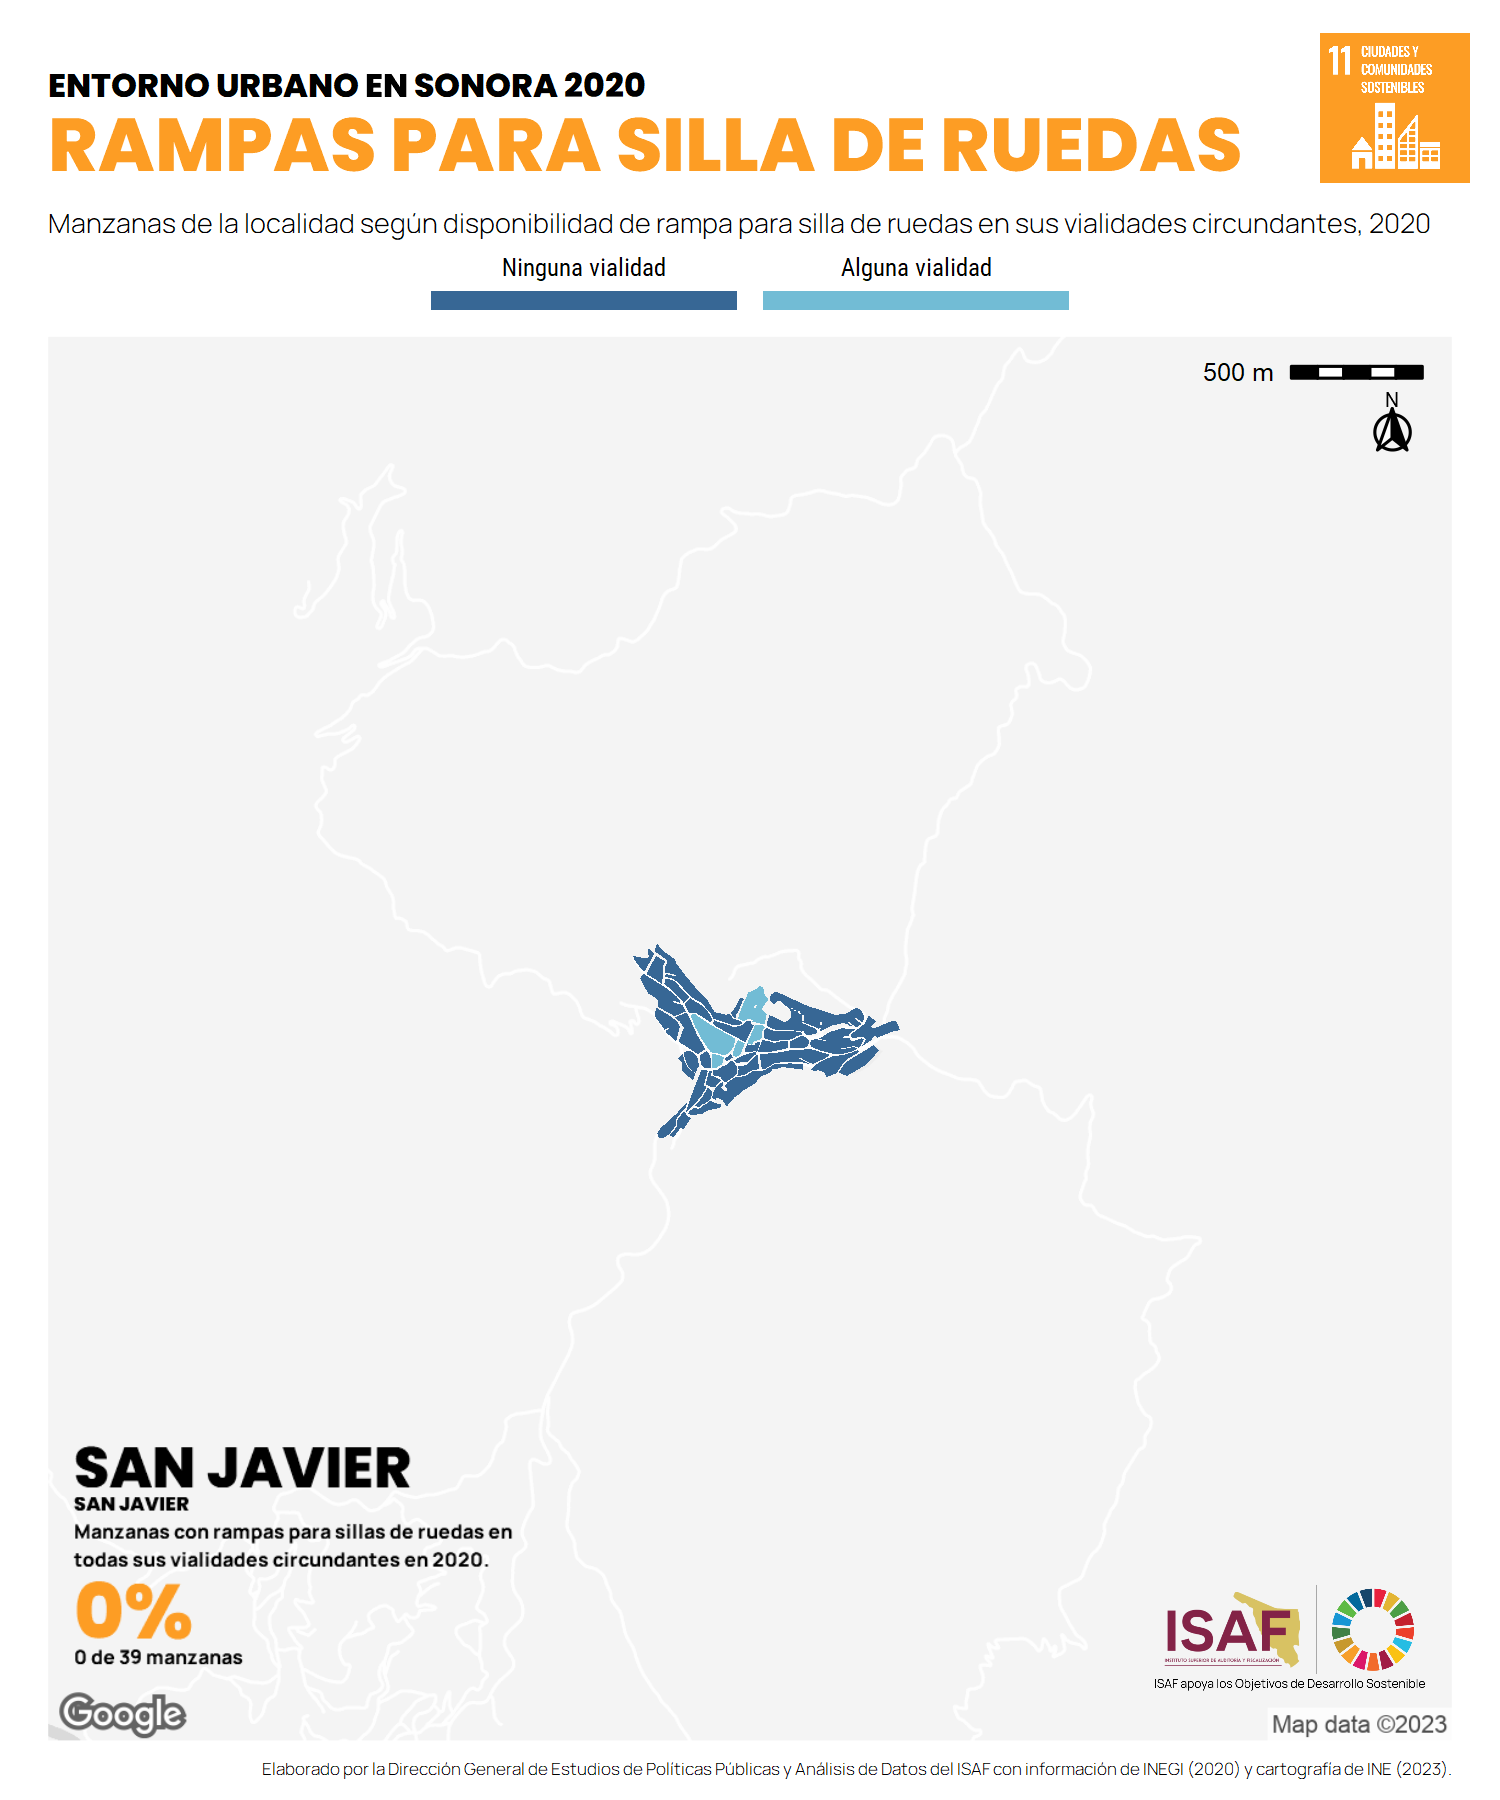 ENTORNO URBANO EN SONORA 2020
RAMPAS PARA SILLA DE RUEDAS
11 CIUDADES Y
COMUNIDADES
SOSTENIBLES
Manzanas de la localidad según disponibilidad de rampa para silla de ruedas en sus vialidades circundantes, 2020
Ninguna vialidad
Alguna vialidad
500 m
N
SAN JAVIER
SAN JAVIER
Manzanas con rampas para sillas de ruedas en
todas sus vialidades circundantes en 2020.
0%
0 de 39 manzanas
ISAF
INSTITUTO SUPERIOR DE AUDITORÍA Y FISCALIZACIÓN
ISAF apoya los Objetivos de Desarrollo Sostenible
Google
Map data ©2023
Elaborado por la Dirección General de Estudios de Políticas Públicas y Análisis de Datos del ISAF con información de INEGI (2020) y cartografía de INE (2023).